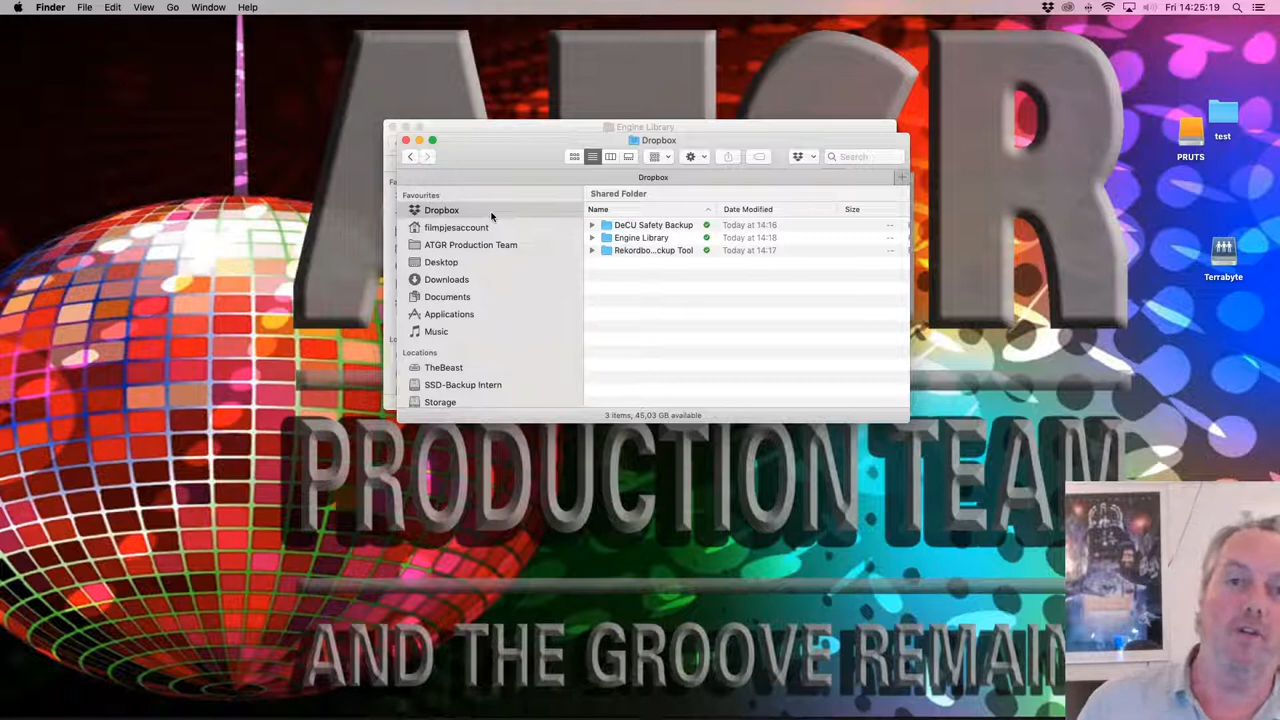 Finder File Edit View Go Window Help
Fri 14:25:19
ATGR
Engine Library
Dropbox
Search
Dropbox
Favourites
Dropbox
filmpjesaccount
ATGR Production Team
Desktop
Downloads
Documents
Applications
Music
Locations
TheBeast
SSD-Backup Intern
Storage
Shared Folder
Name Date Modified Size
DeCU Safety Backup Today at 14:16 --
Engine Library Today at 14:18 --
Rekordbo...ckup Tool Today at 14:17 --
3 items, 45,03 GB available
PRUTS
test
Terrabyte
PRODUCTION TEAM
AND THE GROOVE REMAIN